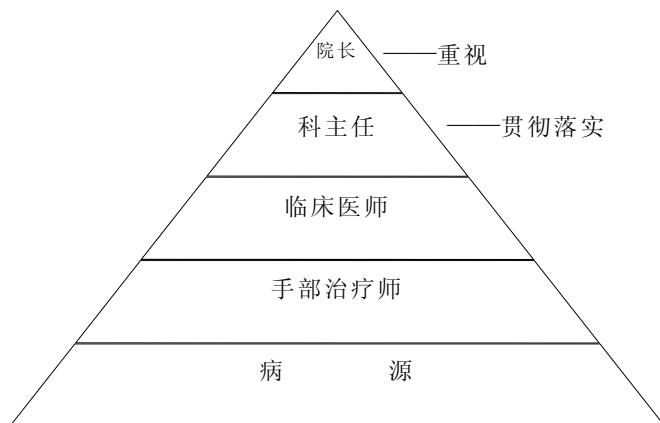 院长 ——重视
科主任 ——贯彻落实
临床医师
手部治疗师
病 源